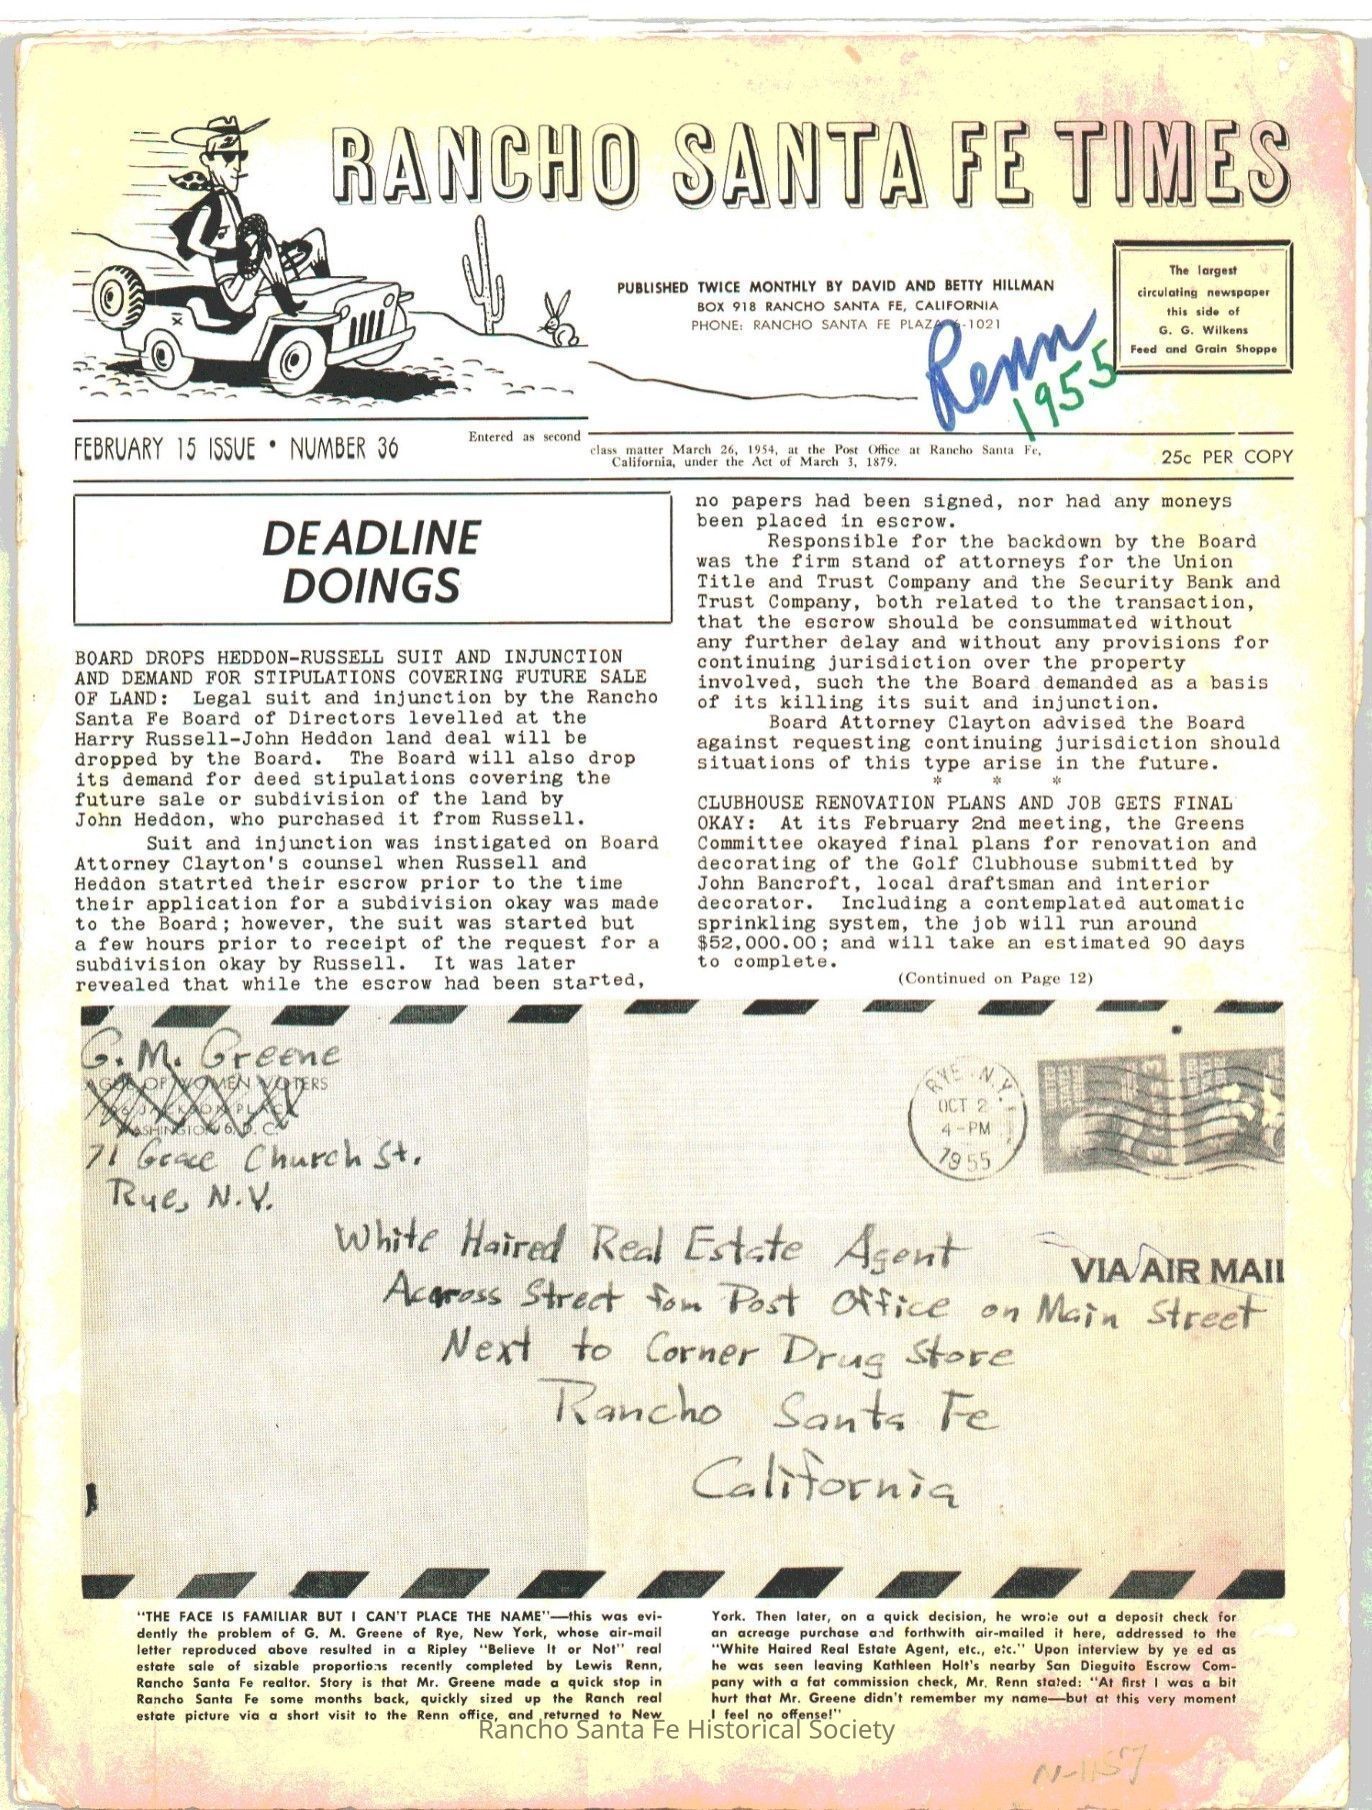 RANCHO SANTA FE TIMES
PUBLISHED TWICE MONTHLY BY DAVID AND BETTY HILLMAN
BOX 918 RANCHO SANTA FE, CALIFORNIA
PHONE: RANCHO SANTA FE PLAZA -1021
The largest
circulating newspaper
this side of
G. G. Wilkens
Feed and Grain Shoppe
Renn
1955
FEBRUARY 15 ISSUE • NUMBER 36
Entered as second
class matter March 26, 1954, at the Post Office at Rancho Santa Fe,
California, under the Act of March 3, 1879.
25c PER COPY
DEADLINE
DOINGS
BOARD DROPS HEDDON-RUSSELL SUIT AND INJUNCTION
AND DEMAND FOR STIPULATIONS COVERING FUTURE SALE
OF LAND: Legal suit and injunction by the Rancho
Santa Fe Board of Directors levelled at the
Harry Russell-John Heddon land deal will be
dropped by the Board. The Board will also drop
its demand for deed stipulations covering the
future sale or subdivision of the land by
John Heddon, who purchased it from Russell.
Suit and injunction was instigated on Board
Attorney Clayton's counsel when Russell and
Heddon statrted their escrow prior to the time
their application for a subdivision okay was made
to the Board; however, the suit was started but
a few hours prior to receipt of the request for a
subdivision okay by Russell. It was later
revealed that while the escrow had been started,
no papers had been signed, nor had any moneys
been placed in escrow.
Responsible for the backdown by the Board
was the firm stand of attorneys for the Union
Title and Trust Company and the Security Bank and
Trust Company, both related to the transaction,
that the escrow should be consummated without
any further delay and without any provisions for
continuing jurisdiction over the property
involved, such the the Board demanded as a basis
of its killing its suit and injunction.
Board Attorney Clayton advised the Board
against requesting continuing jurisdiction should
situations of this type arise in the future.
* * *
CLUBHOUSE RENOVATION PLANS AND JOB GETS FINAL
OKAY: At its February 2nd meeting, the Greens
Committee okayed final plans for renovation and
decorating of the Golf Clubhouse submitted by
John Bancroft, local draftsman and interior
decorator. Including a contemplated automatic
sprinkling system, the job will run around
$52,000.00; and will take an estimated 90 days
to complete.
(Continued on Page 12)
G. M. Greene
AGUE OF WOMEN VOTERS
JACKSON PLACE
WASHINGTON 6, D. C.
71 Grace Church St.
Rye, N.Y.
RYE N.Y.
OCT 2
4-PM
1955
VIA AIR MAIL
White Haired Real Estate Agent
Accross Street fom Post Office on Main Street
Next to Corner Drug Store
Rancho Santa Fe
California
"THE FACE IS FAMILIAR BUT I CAN'T PLACE THE NAME"—this was evi-
dently the problem of G. M. Greene of Rye, New York, whose air-mail
letter reproduced above resulted in a Ripley "Believe It or Not" real
estate sale of sizable proportions recently completed by Lewis Renn,
Rancho Santa Fe realtor. Story is that Mr. Greene made a quick stop in
Rancho Santa Fe some months back, quickly sized up the Ranch real
estate picture via a short visit to the Renn office, and returned to New
York. Then later, on a quick decision, he wrote out a deposit check for
an acreage purchase and forthwith air-mailed it here, addressed to the
"White Haired Real Estate Agent, etc., etc." Upon interview by ye ed as
he was seen leaving Kathleen Holt's nearby San Dieguito Escrow Com-
pany with a fat commission check, Mr. Renn stated: "At first I was a bit
hurt that Mr. Greene didn't remember my name—but at this very moment
I feel no offense!"
Rancho Santa Fe Historical Society
N-1157